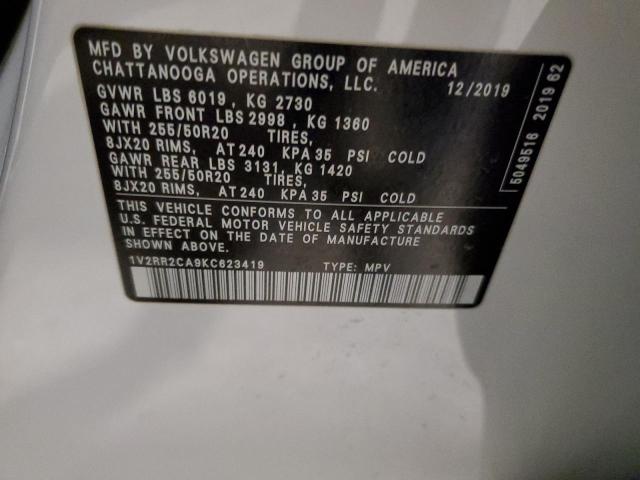 MFD BY VOLKSWAGEN GROUP OF AMERICA
CHATTANOOGA OPERATIONS, LLC. 12/2019
GVWR LBS 6019, KG 2730
GAWR FRONT LBS 2998, KG 1360
WITH 255/50R20 TIRES,
8JX20 RIMS, AT 240 KPA 35 PSI COLD
GAWR REAR LBS 3131, KG 1420
WITH 255/50R20 TIRES,
8JX20 RIMS, AT 240 KPA 35 PSI COLD
THIS VEHICLE CONFORMS TO ALL APPLICABLE
U.S. FEDERAL MOTOR VEHICLE SAFETY STANDARDS
IN EFFECT ON THE DATE OF MANUFACTURE
SHOWN ABOVE.
1V2RR2CA9KC623419 TYPE: MPV
5049516 2019 62